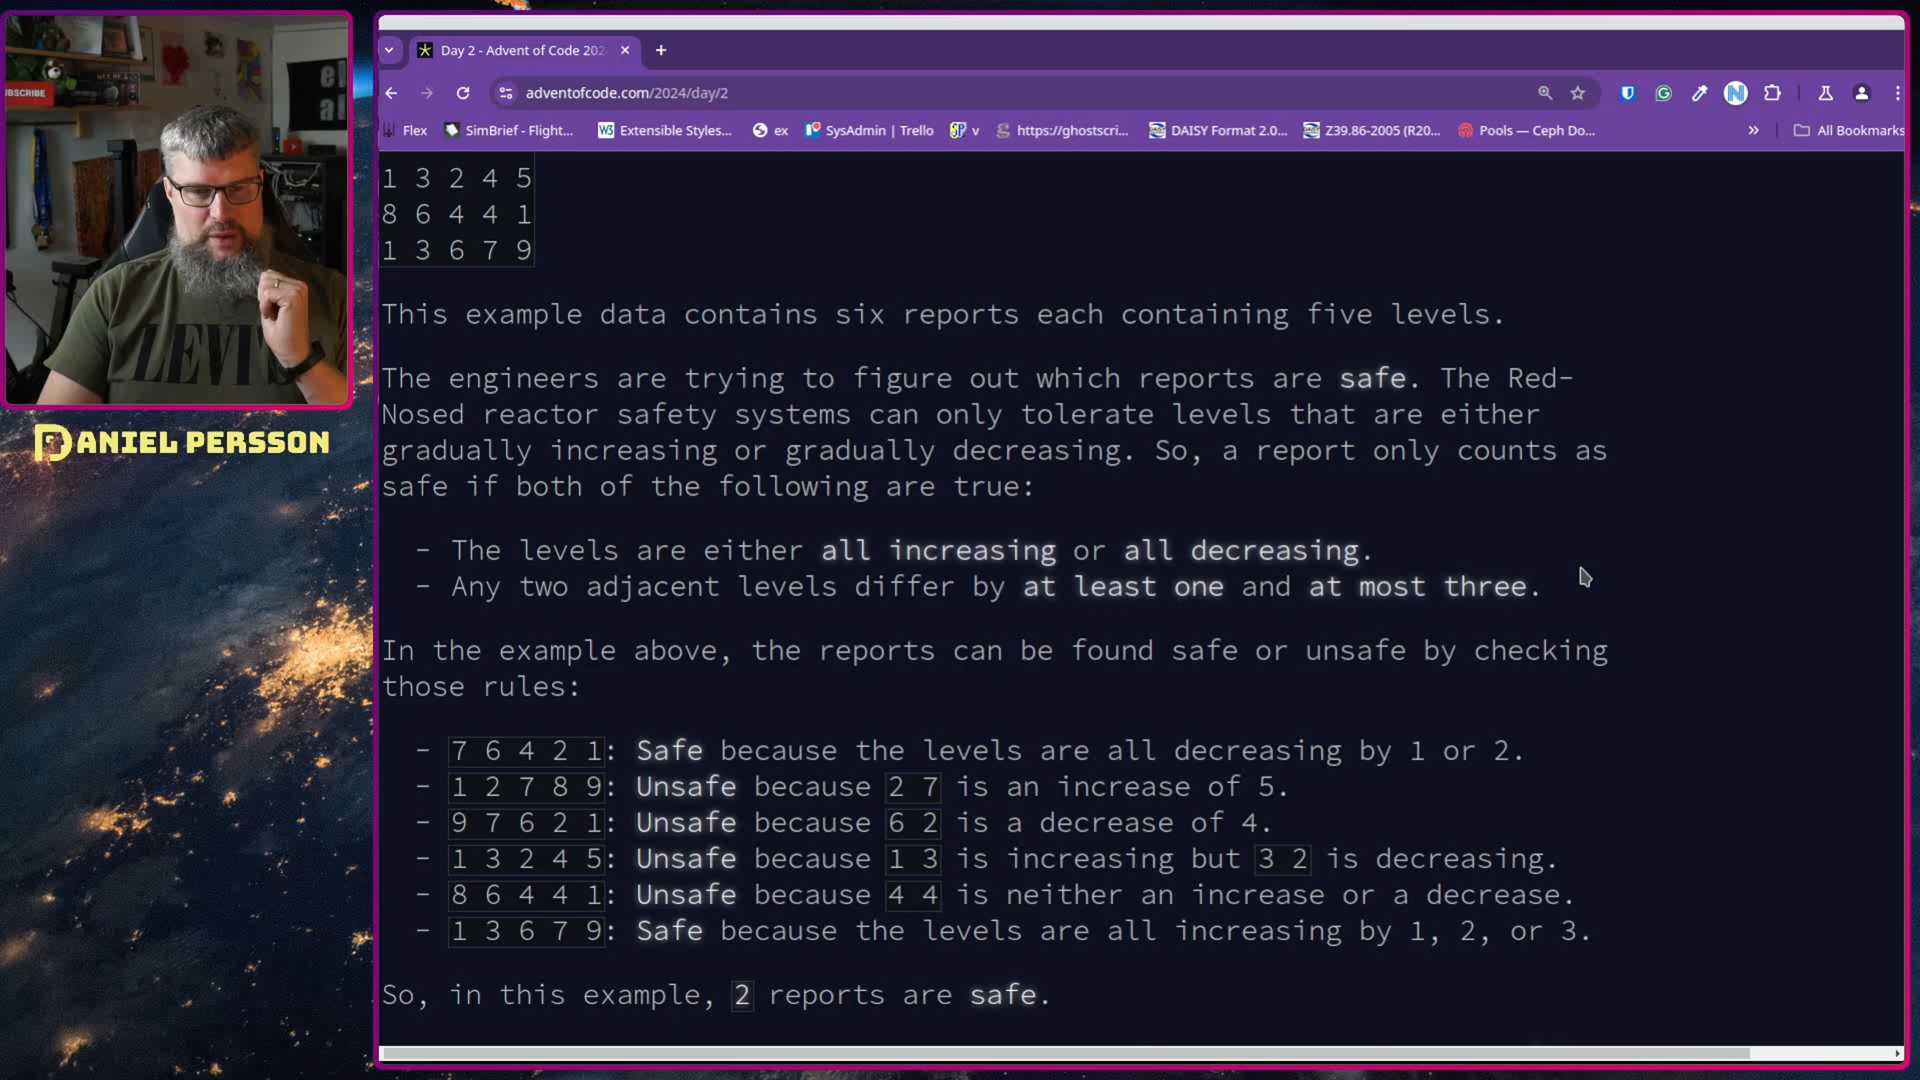 Day 2 - Advent of Code 202
adventofcode.com/2024/day/2
Flex
SimBrief - Flight...
Extensible Styles...
ex
SysAdmin | Trello
v
https://ghostscri...
DAISY Format 2.0...
Z39.86-2005 (R20...
Pools — Ceph Do...
»
All Bookmarks
UBSCRIBE
LEVI'
DANIEL PERSSON
1 3 2 4 5
8 6 4 4 1
1 3 6 7 9
This example data contains six reports each containing five levels.
The engineers are trying to figure out which reports are safe. The Red-
Nosed reactor safety systems can only tolerate levels that are either
gradually increasing or gradually decreasing. So, a report only counts as
safe if both of the following are true:
- The levels are either all increasing or all decreasing.
- Any two adjacent levels differ by at least one and at most three.
In the example above, the reports can be found safe or unsafe by checking
those rules:
- 7 6 4 2 1: Safe because the levels are all decreasing by 1 or 2.
- 1 2 7 8 9: Unsafe because 2 7 is an increase of 5.
- 9 7 6 2 1: Unsafe because 6 2 is a decrease of 4.
- 1 3 2 4 5: Unsafe because 1 3 is increasing but 3 2 is decreasing.
- 8 6 4 4 1: Unsafe because 4 4 is neither an increase or a decrease.
- 1 3 6 7 9: Safe because the levels are all increasing by 1, 2, or 3.
So, in this example, 2 reports are safe.